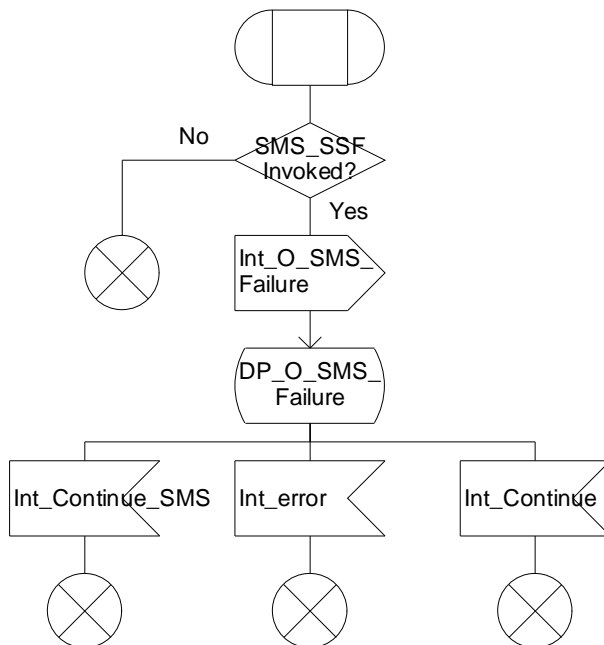 No
SMS_SSF
Invoked?
Yes
Int_O_SMS_
Failure
DP_O_SMS_
Failure
Int_Continue_SMS
Int_error
Int_Continue